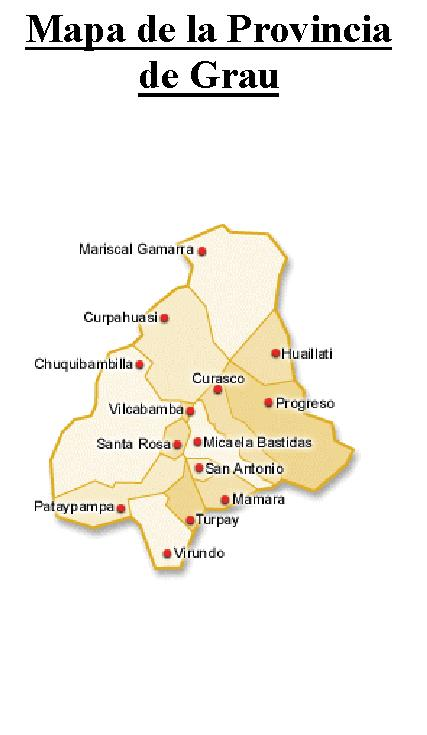 Mapa de la Provincia
de Grau
Mariscal Gamarra
Curpahuasi
Huaillati
Chuquibambilla
Curasco
Progreso
Vilcabamba
Micaela Bastidas
Santa Rosa
San Antonio
Mamara
Pataypampa
Turpay
Virundo